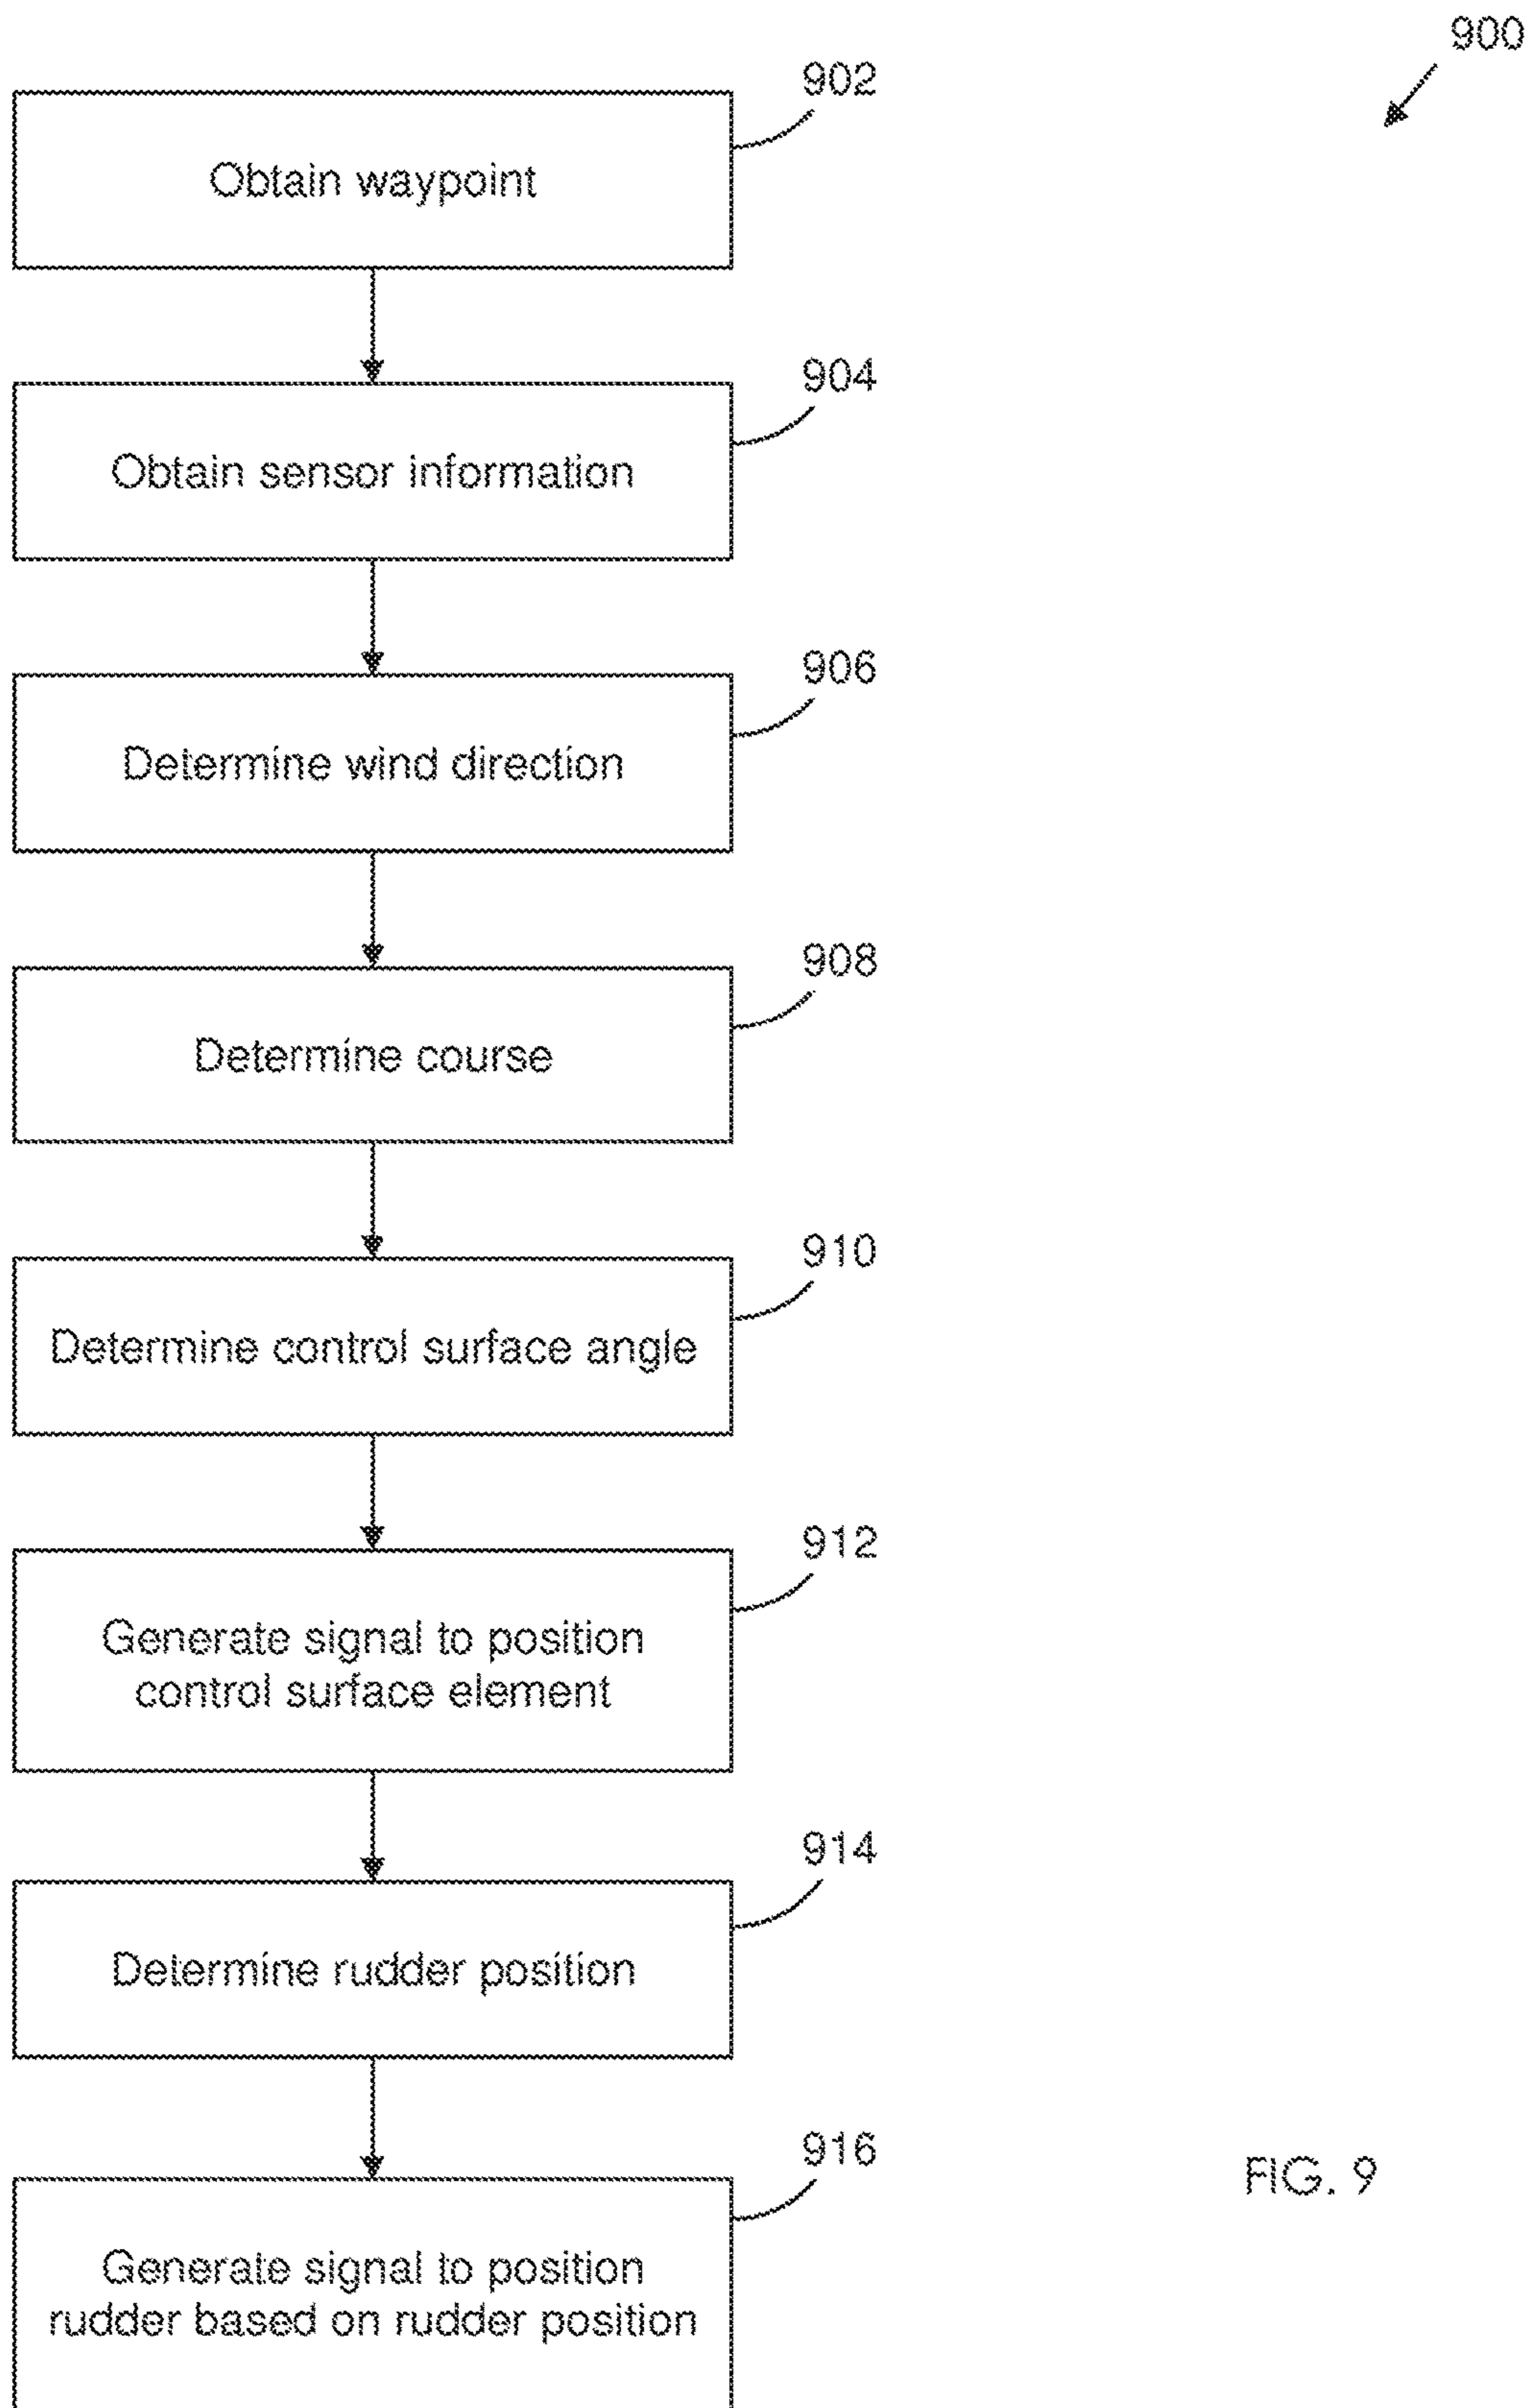 900
902
Obtain waypoint
904
Obtain sensor information
906
Determine wind direction
908
Determine course
910
Determine control surface angle
912
Generate signal to position
control surface element
914
Determine rudder position
916
Generate signal to position
rudder based on rudder position
FIG. 9